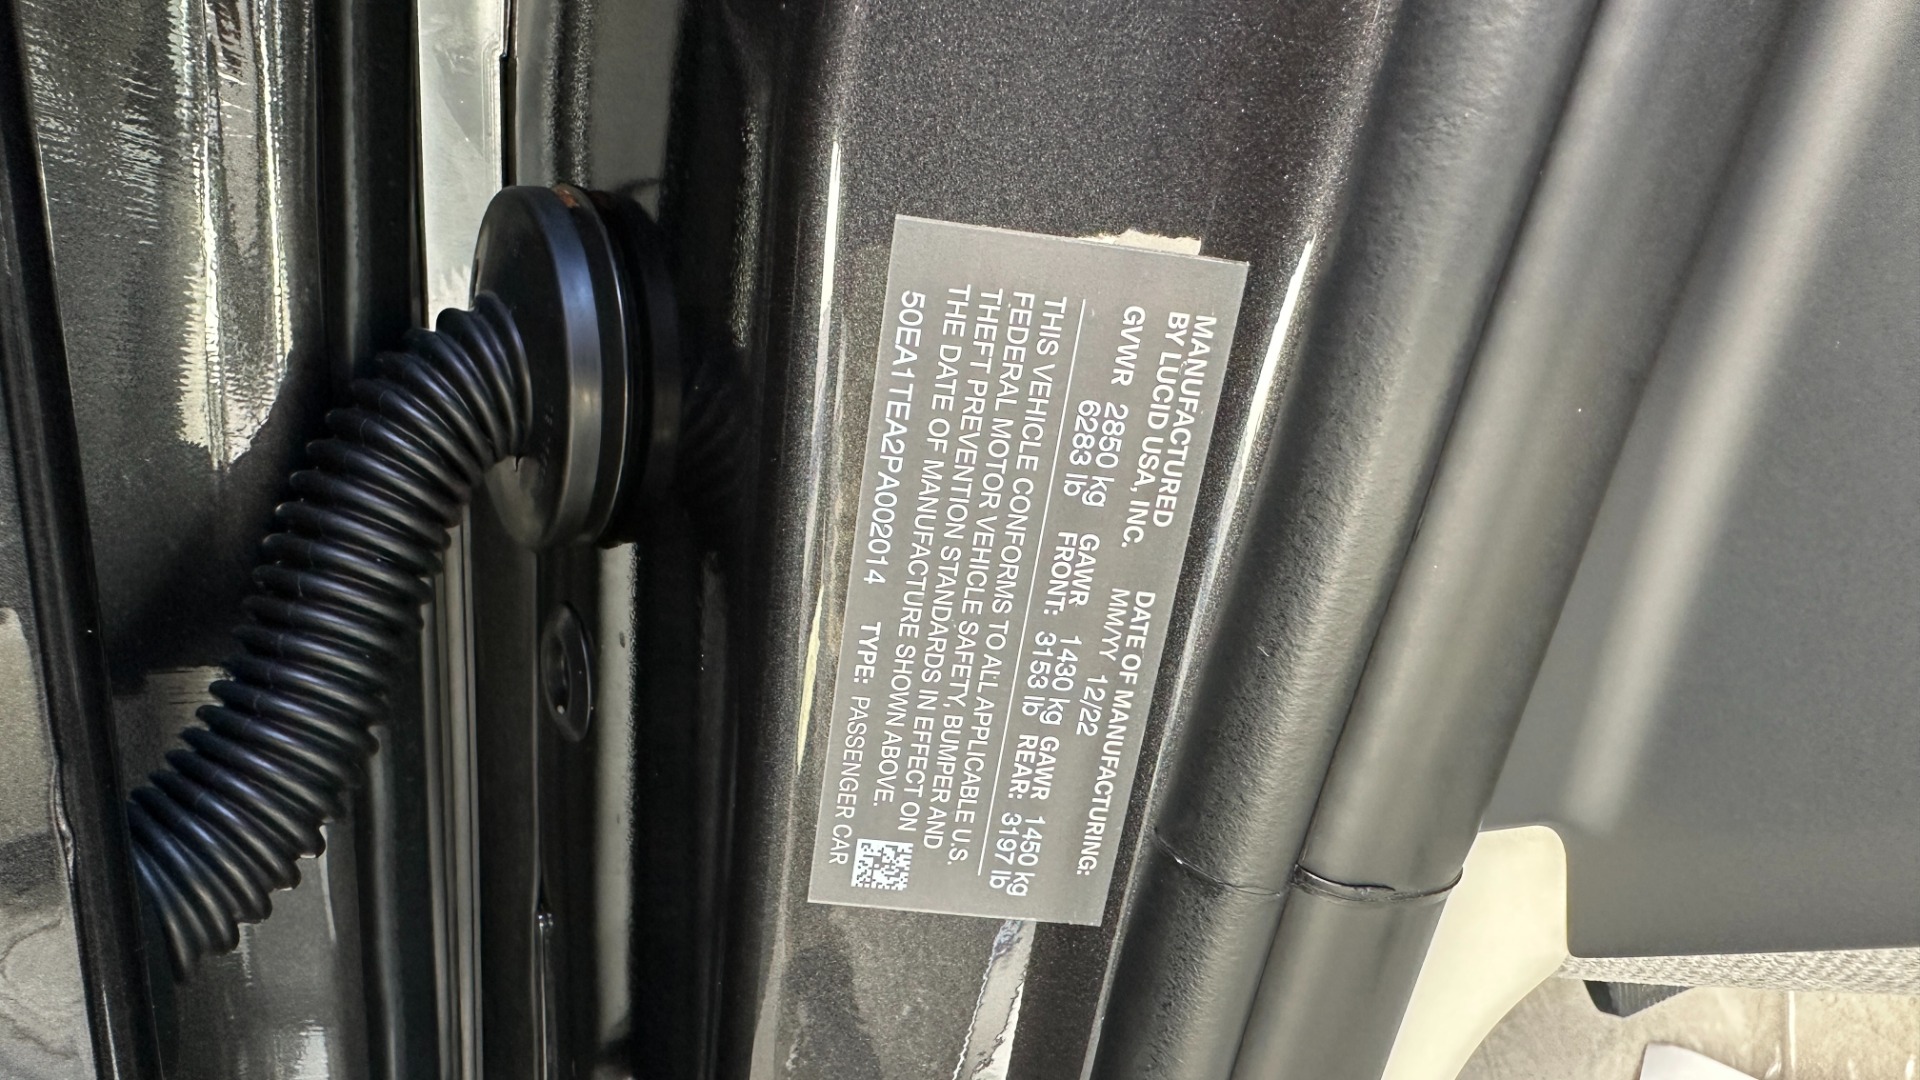 MANUFACTURED
BY LUCID USA, INC.
DATE OF MANUFACTURING:
MM/YY 12/22
GVWR 2850 kg
6283 lb
GAWR
FRONT: 1430 kg
3153 lb
GAWR
REAR: 1450 kg
3197 lb
THIS VEHICLE CONFORMS TO ALL APPLICABLE U.S.
FEDERAL MOTOR VEHICLE SAFETY, BUMPER AND
THEFT PREVENTION STANDARDS IN EFFECT ON
THE DATE OF MANUFACTURE SHOWN ABOVE.
50EA1TEA2PA002014 TYPE: PASSENGER CAR